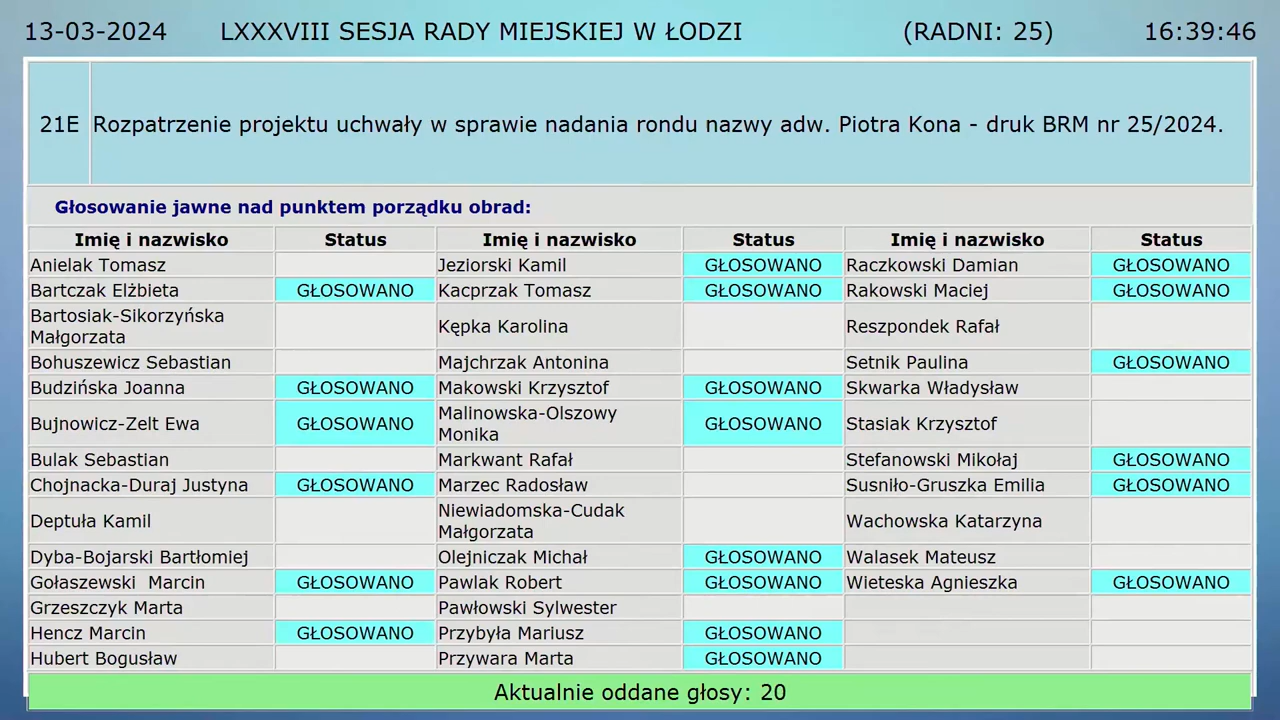 13-03-2024 LXXXVIII SESJA RADY MIEJSKIEJ W ŁODZI (RADNI: 25) 16:39:46
21E Rozpatrzenie projektu uchwały w sprawie nadania rondu nazwy adw. Piotra Kona - druk BRM nr 25/2024.
Głosowanie jawne nad punktem porządku obrad:
Imię i nazwisko Status Imię i nazwisko Status Imię i nazwisko Status
Anielak Tomasz Jeziorski Kamil GŁOSOWANO Raczkowski Damian GŁOSOWANO
Bartczak Elżbieta GŁOSOWANO Kacprzak Tomasz GŁOSOWANO Rakowski Maciej GŁOSOWANO
Bartosiak-Sikorzyńska
Małgorzata Kępka Karolina Reszpondek Rafał
Bohuszewicz Sebastian Majchrzak Antonina Setnik Paulina GŁOSOWANO
Budzińska Joanna GŁOSOWANO Makowski Krzysztof GŁOSOWANO Skwarka Władysław
Bujnowicz-Zelt Ewa GŁOSOWANO Malinowska-Olszowy
Monika GŁOSOWANO Stasiak Krzysztof
Bulak Sebastian Markwant Rafał Stefanowski Mikołaj GŁOSOWANO
Chojnacka-Duraj Justyna GŁOSOWANO Marzec Radosław Susniło-Gruszka Emilia GŁOSOWANO
Deptuła Kamil Niewiadomska-Cudak
Małgorzata Wachowska Katarzyna
Dyba-Bojarski Bartłomiej Olejniczak Michał GŁOSOWANO Walasek Mateusz
Gołaszewski  Marcin GŁOSOWANO Pawlak Robert GŁOSOWANO Wieteska Agnieszka GŁOSOWANO
Grzeszczyk Marta Pawłowski Sylwester
Hencz Marcin GŁOSOWANO Przybyła Mariusz GŁOSOWANO
Hubert Bogusław Przywara Marta GŁOSOWANO
Aktualnie oddane głosy: 20